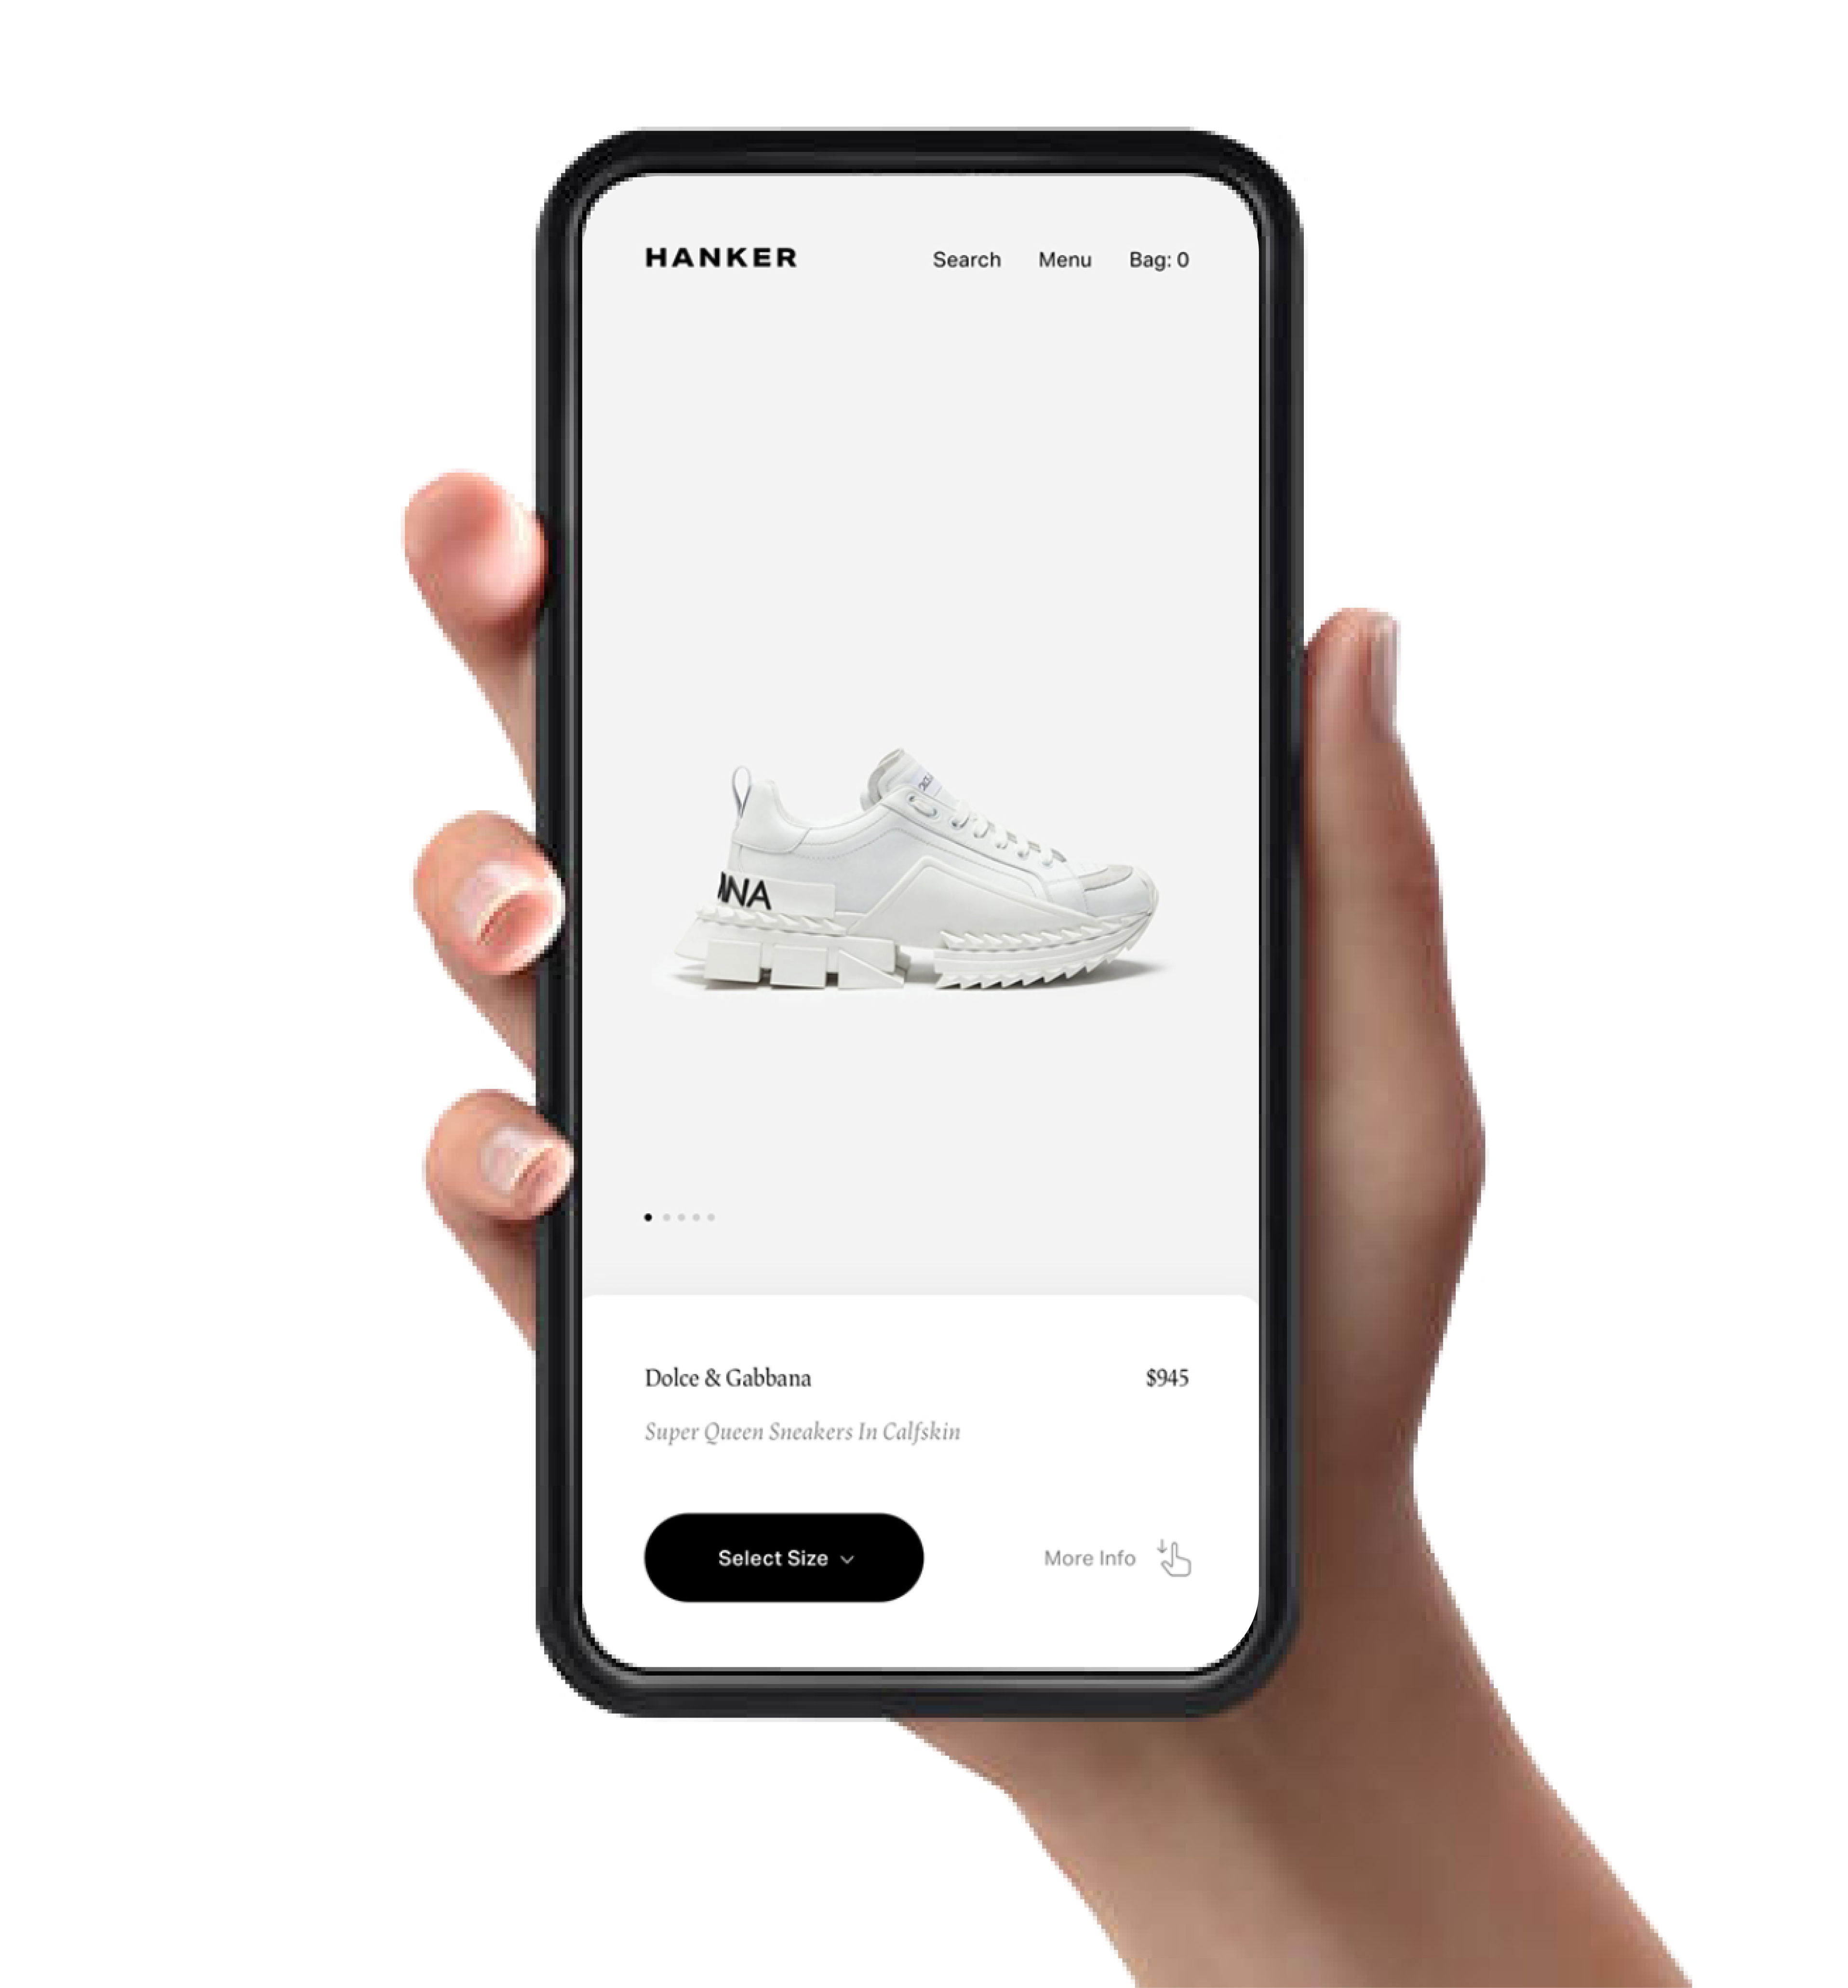 HANKER
Search Menu Bag: 0
NA
Dolce & Gabbana
$945
Super Queen Sneakers In Calfskin
Select Size
More Info